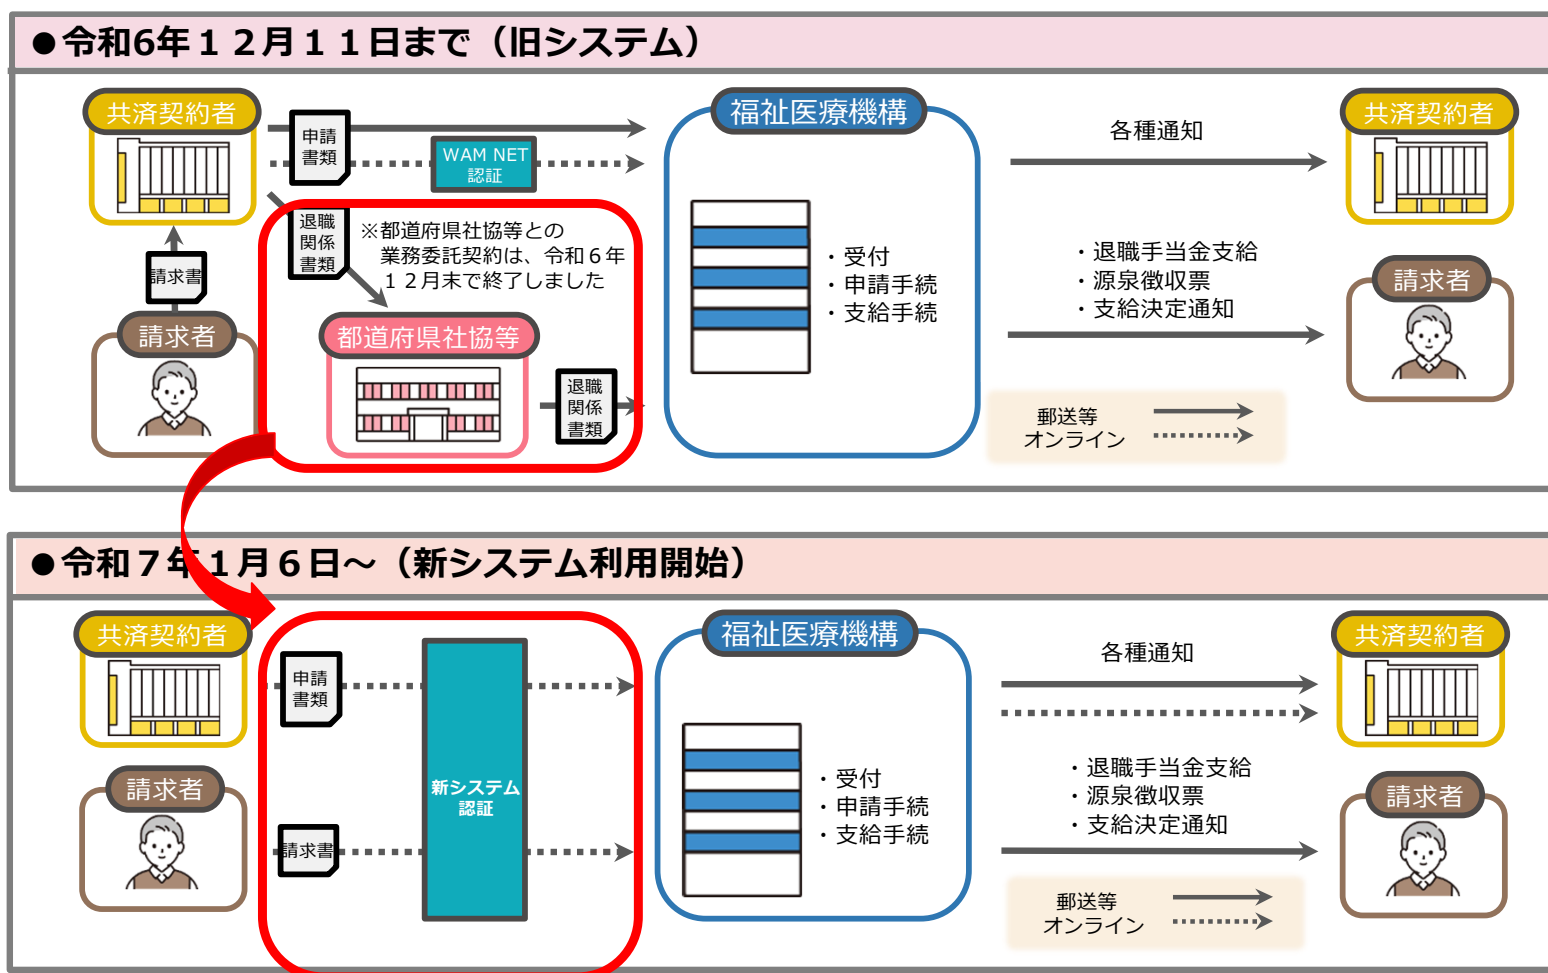 ●令和6年１２月１１日まで（旧システム）
共済契約者
申請
書類
WAM NET
認証
福祉医療機構
各種通知
共済契約者
退職
関係
書類
※都道府県社協等との
業務委託契約は、令和６年
１２月末で終了しました
請求書
請求者
都道府県社協等
退職
関係
書類
・受付
・申請手続
・支給手続
・退職手当金支給
・源泉徴収票
・支給決定通知
請求者
郵送等
オンライン
●令和７年１月６日～（新システム利用開始）
共済契約者
申請
書類
新システム
認証
福祉医療機構
各種通知
共済契約者
請求者
請求書
・受付
・申請手続
・支給手続
・退職手当金支給
・源泉徴収票
・支給決定通知
請求者
郵送等
オンライン